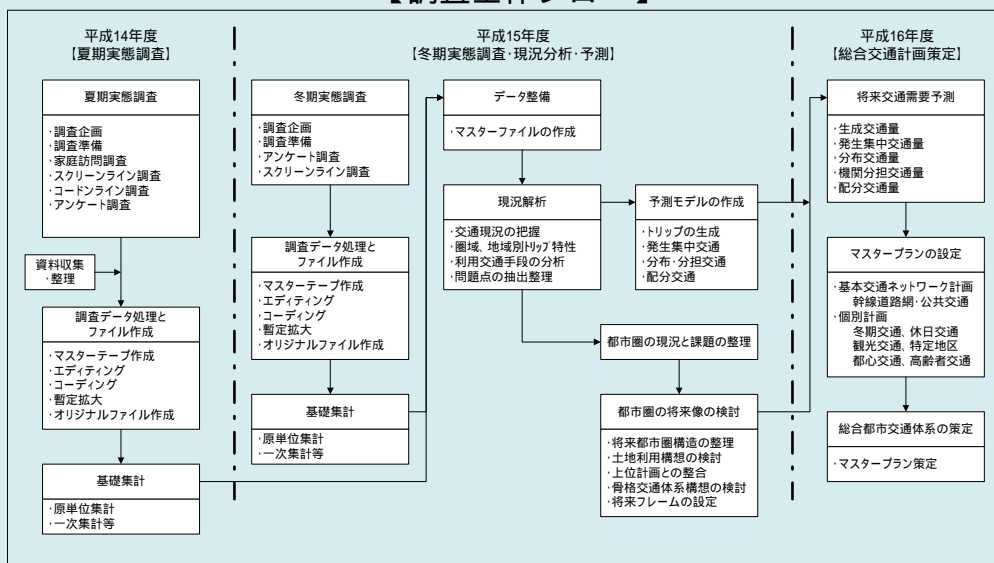 【調査全体フロー】
平成14年度
【夏期実態調査】
夏期実態調査
・調査企画
・調査準備
・家庭訪問調査
・スクリーンライン調査
・コードンライン調査
・アンケート調査
資料収集
・整理
調査データ処理と
ファイル作成
・マスターテープ作成
・エディティング
・コーディング
・暫定拡大
・オリジナルファイル作成
基礎集計
・原単位集計
・一次集計等
平成15年度
【冬期実態調査・現況分析・予測】
冬期実態調査
・調査企画
・調査準備
・アンケート調査
・スクリーンライン調査
調査データ処理と
ファイル作成
・マスターテープ作成
・エディティング
・コーディング
・暫定拡大
・オリジナルファイル作成
基礎集計
・原単位集計
・一次集計等
データ整備
・マスターファイルの作成
現況解析
・交通現況の把握
・圏域、地域別トリップ特性
・利用交通手段の分析
・問題点の抽出整理
予測モデルの作成
・トリップの生成
・発生集中交通
・分布・分担交通
・配分交通
都市圏の現況と課題の整理
都市圏の将来像の検討
・将来都市圏構造の整理
・土地利用構想の検討
・上位計画との整合
・骨格交通体系構想の検討
・将来フレームの設定
平成16年度
【総合交通計画策定】
将来交通需要予測
・生成交通量
・発生集中交通量
・分布交通量
・機関分担交通量
・配分交通量
マスタープランの設定
・基本交通ネットワーク計画
幹線道路網・公共交通
・個別計画
冬期交通、休日交通
観光交通、特定地区
都心交通、高齢者交通
総合都市交通体系の策定
・マスタープラン策定